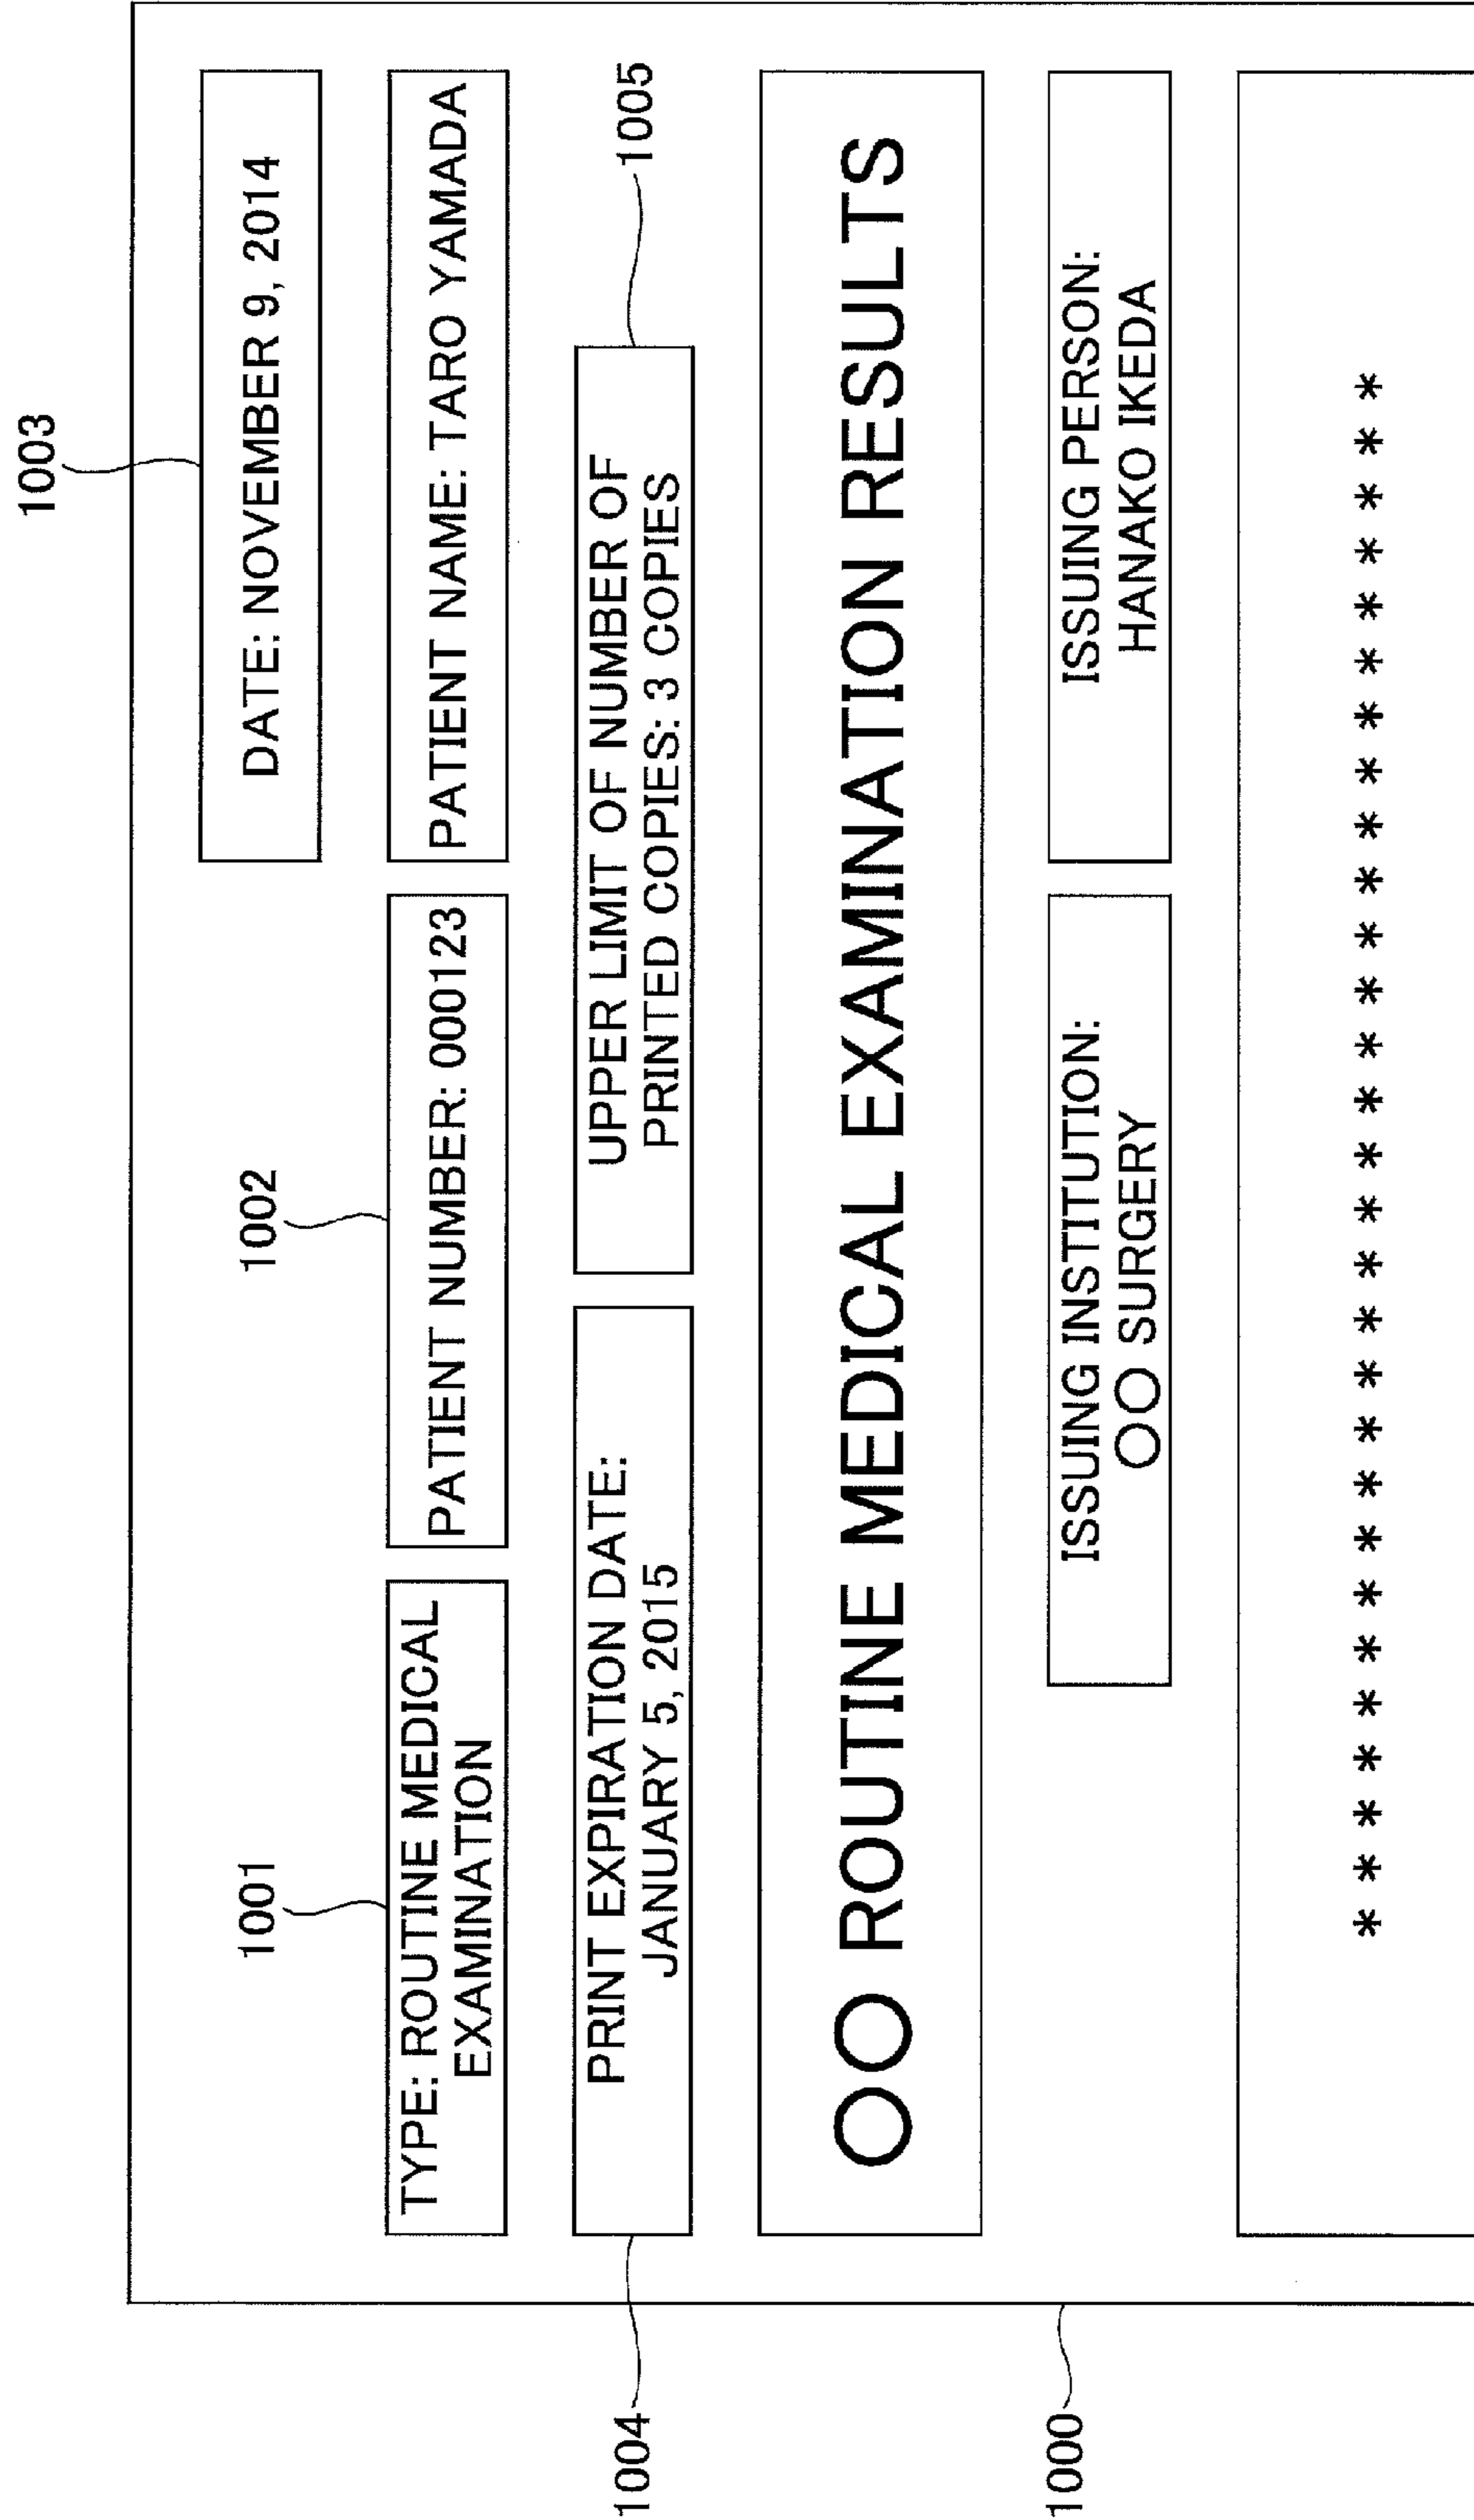 1003
DATE: NOVEMBER 9, 2014
1001
1002
TYPE: ROUTINE MEDICAL
EXAMINATION
PATIENT NUMBER: 000123
PATIENT NAME: TARO YAMADA
1004
PRINT EXPIRATION DATE:
JANUARY 5, 2015
UPPER LIMIT OF NUMBER OF
PRINTED COPIES: 3 COPIES
1005
○○ ROUTINE MEDICAL EXAMINATION RESULTS
1000
ISSUING INSTITUTION:
○○ SURGERY
ISSUING PERSON:
HANAKO IKEDA
* * * * * * * * * * * * * * * * * * * * * * * * * * * * *